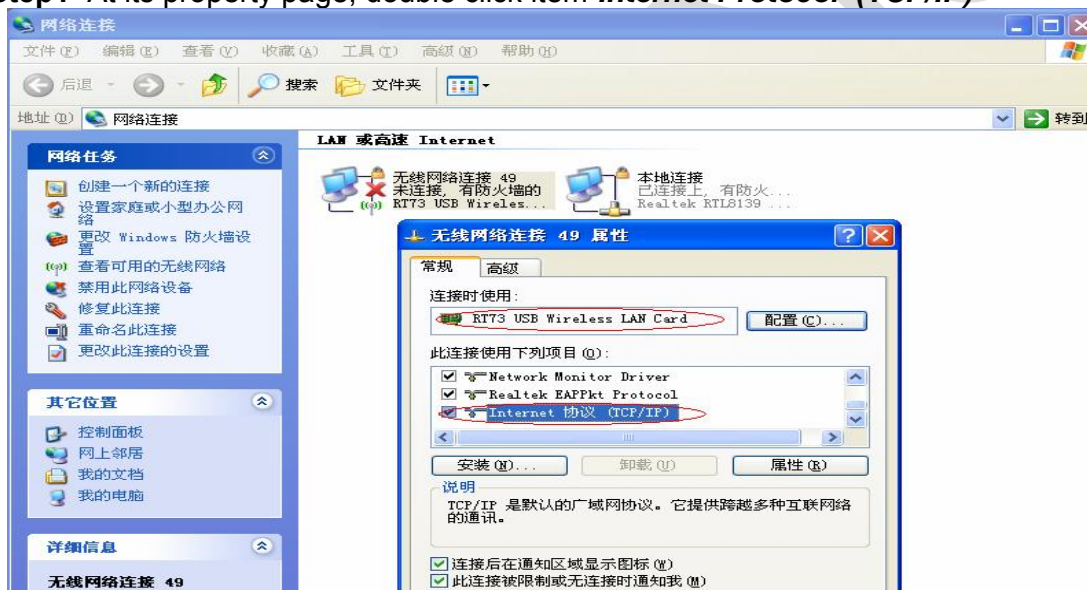 At its property page, double click item Internet Protocol (TCP/IP)
网络连接
文件(F) 编辑(E) 查看(V) 收藏(A) 工具(T) 高级(N) 帮助(H)
后退 搜索 文件夹
地址(D) 网络连接 转到
LAN 或高速 Internet
网络任务
创建一个新的连接
设置家庭或小型办公网
络
更改 Windows 防火墙设
置
查看可用的无线网络
禁用此网络设备
修复此连接
重命名此连接
更改此连接的设置
其它位置
控制面板
网上邻居
我的文档
我的电脑
详细信息
无线网络连接 49
无线网络连接 49
未连接, 有防火墙的
RT73 USB Wireles...
本地连接
已连接上, 有防火...
Realtek RTL8139 ...
无线网络连接 49 属性
常规 高级
连接时使用:
RT73 USB Wireless LAN Card 配置(C)...
此连接使用下列项目(O):
Network Monitor Driver
Realtek EAPPkt Protocol
Internet 协议 (TCP/IP)
安装(N)... 卸载(U) 属性(R)
说明
TCP/IP 是默认的广域网协议。它提供跨越多种互联网络
的通讯。
连接后在通知区域显示图标(W)
此连接被限制或无连接时通知我(M)